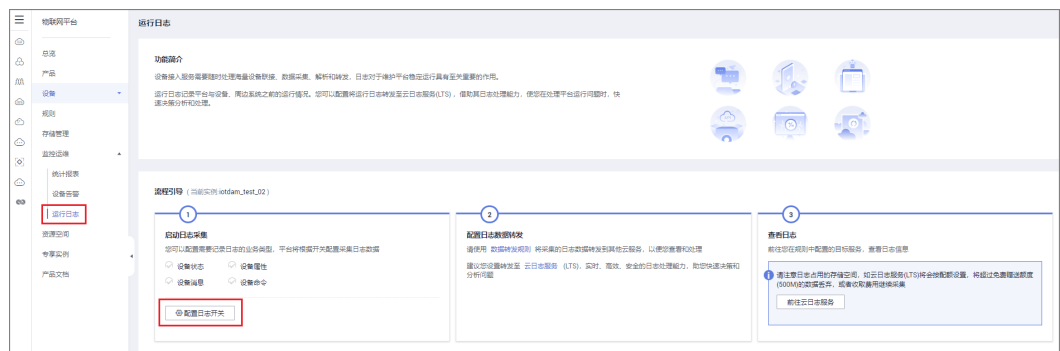 物联网平台
总览
产品
设备
规则
存储管理
监控运维
统计报表
设备告警
运行日志
资源空间
专享实例
产品文档
运行日志
功能简介
设备接入服务需要随时处理海量设备联接、数据采集、解析和转发，日志对于维护平台稳定运行具有至关重要的作用。
运行日志记录平台与设备、周边系统之前的运行情况。您可以配置将运行日志转发至云日志服务(LTS)，借助其日志处理能力，使您在处理平台运行问题时，快
速决策分析和处理。
流程引导 （当前实例:iotdam_test_02）
1
启动日志采集
您可以配置需要记录日志的业务类型，平台将根据开关配置采集日志数据
设备状态 设备属性
设备消息 设备命令
配置日志开关
2
配置日志数据转发
请使用 数据转发规则 将采集的日志数据转发到其他云服务，以便您查看和处理
建议您设置转发至 云日志服务 (LTS)，实时、高效、安全的日志处理能力，助您快速决策和
分析问题
3
查看日志
前往您在规则中配置的目标服务，查看日志信息
请注意日志占用的存储空间，如云日志服务(LTS)将会按配额设置，将超过免费赠送额度
(500M)的数据丢弃，或者收取费用继续采集
前往云日志服务